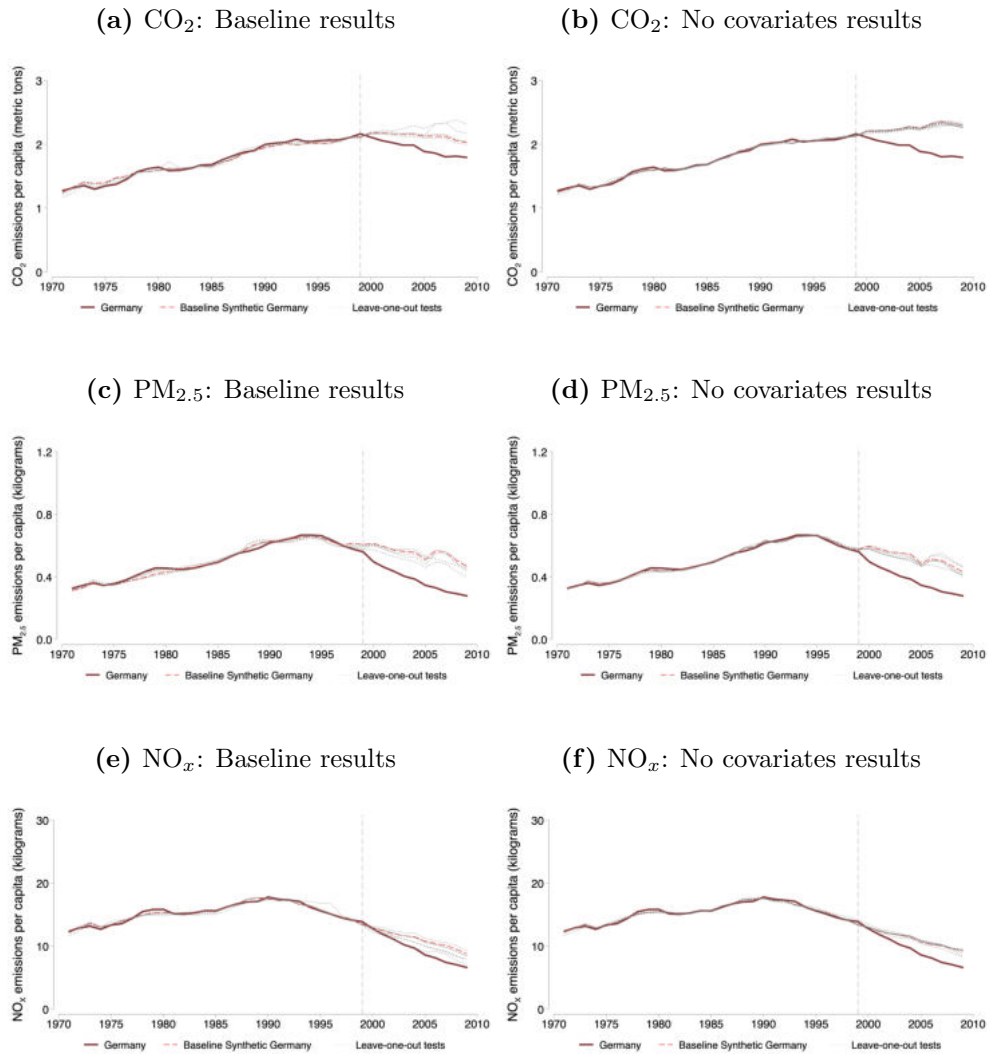 (a) CO₂: Baseline results
(b) CO₂: No covariates results
CO₂ emissions per capita (metric tons)
3
2
1
0
1970 1975 1980 1985 1990 1995 2000 2005 2010
Germany Baseline Synthetic Germany Leave-one-out tests
CO₂ emissions per capita (metric tons)
3
2
1
0
1970 1975 1980 1985 1990 1995 2000 2005 2010
Germany Baseline Synthetic Germany Leave-one-out tests
(c) PM₂.₅: Baseline results
(d) PM₂.₅: No covariates results
PM₂.₅ emissions per capita (kilograms)
1.2
0.8
0.4
0.0
1970 1975 1980 1985 1990 1995 2000 2005 2010
Germany Baseline Synthetic Germany Leave-one-out tests
PM₂.₅ emissions per capita (kilograms)
1.2
0.8
0.4
0.0
1970 1975 1980 1985 1990 1995 2000 2005 2010
Germany Baseline Synthetic Germany Leave-one-out tests
(e) NOₓ: Baseline results
(f) NOₓ: No covariates results
NOₓ emissions per capita (kilograms)
30
20
10
0
1970 1975 1980 1985 1990 1995 2000 2005 2010
Germany Baseline Synthetic Germany Leave-one-out tests
NOₓ emissions per capita (kilograms)
30
20
10
0
1970 1975 1980 1985 1990 1995 2000 2005 2010
Germany Baseline Synthetic Germany Leave-one-out tests